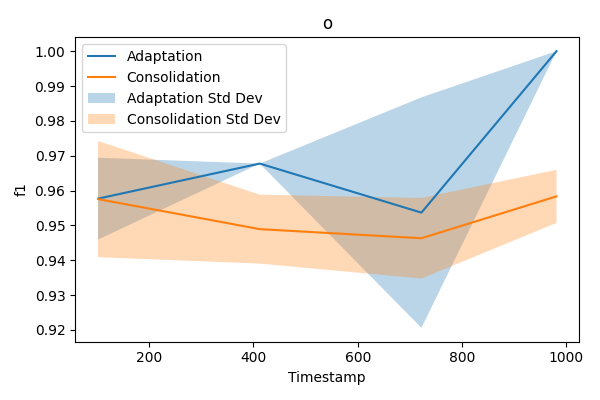 o
Adaptation
Consolidation
Adaptation Std Dev
Consolidation Std Dev
1.00
0.99
0.98
0.97
0.96
0.95
0.94
0.93
0.92
f1
200
400
600
800
1000
Timestamp